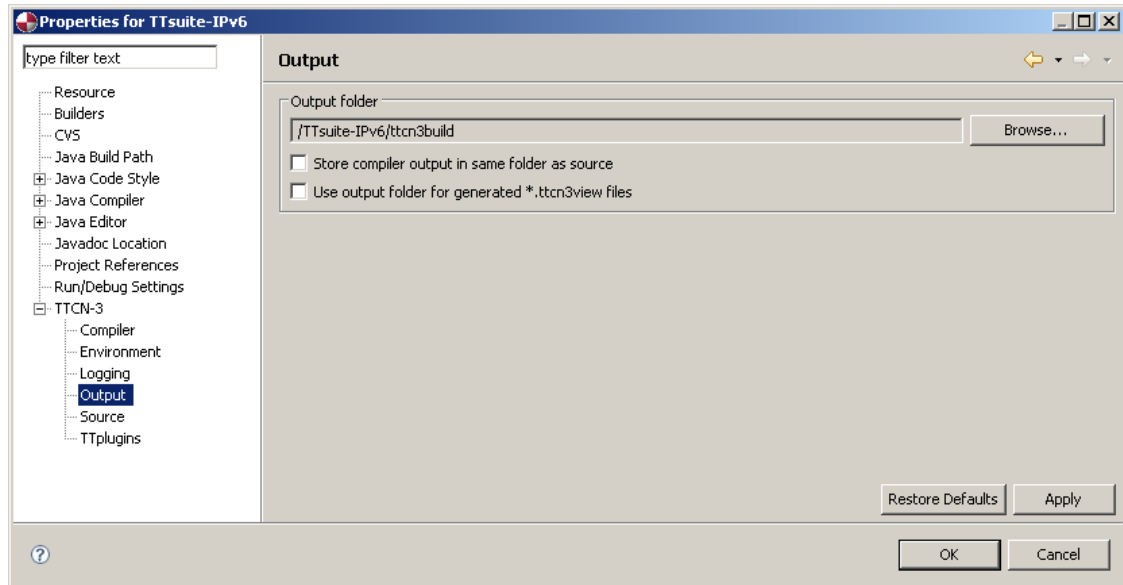 Properties for TTsuite-IPv6
type filter text
Resource
Builders
CVS
Java Build Path
Java Code Style
Java Compiler
Java Editor
Javadoc Location
Project References
Run/Debug Settings
TTCN-3
Compiler
Environment
Logging
Output
Source
TTplugins
Output
Output folder
/TTsuite-IPv6/ttcn3build
Browse...
Store compiler output in same folder as source
Use output folder for generated *.ttcn3view files
Restore Defaults
Apply
?
OK
Cancel